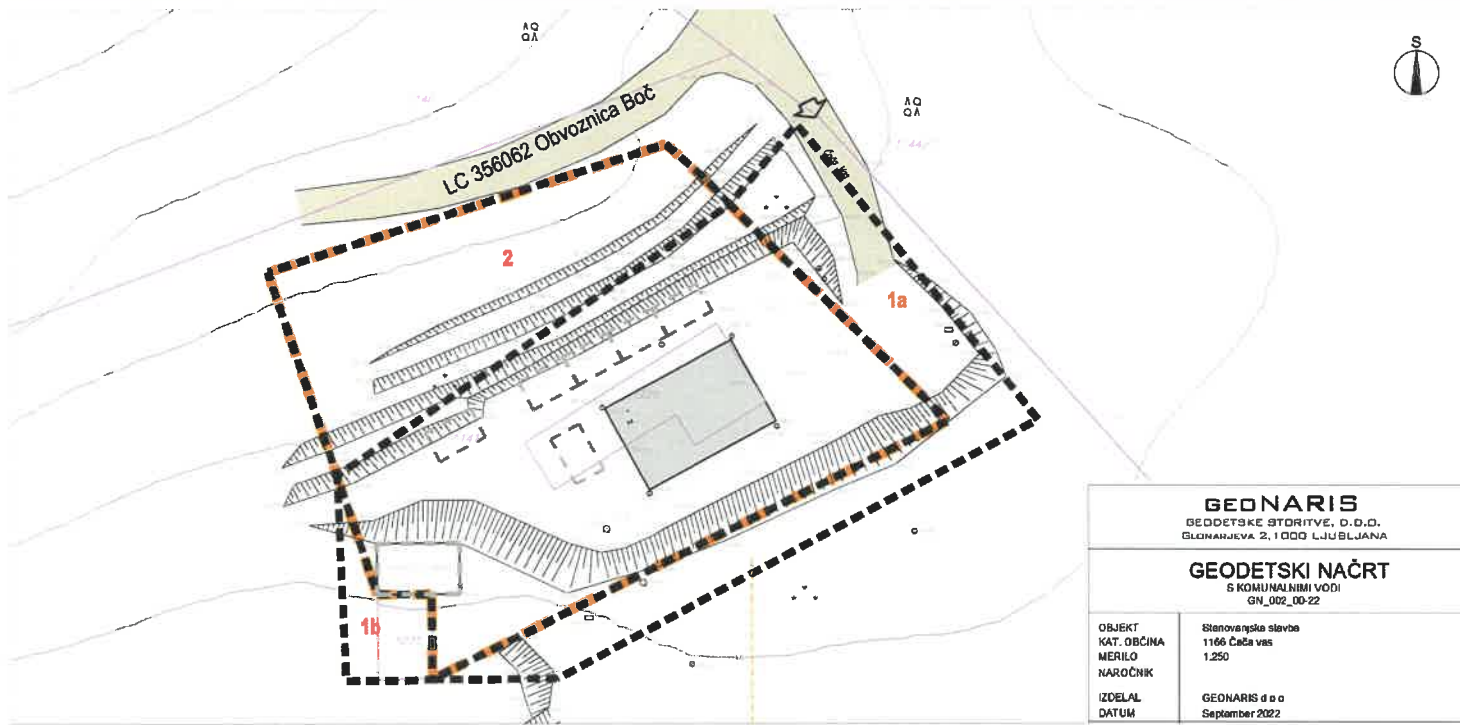 S
LC 356062 Obvoznica Boč
2
1a
1b
GEONARIS
GEODETSKE STORITVE, D.O.O.
GLONARJEVA 2, 1000 LJUBLJANA
GEODETSKI NAČRT
S KOMUNALNIMI VODI
GN_002_00-22
OBJEKT Stanovanjska stavba
KAT. OBČINA 1166 Čača vas
MERILO 1:250
NAROČNIK
IZDELAL GEONARIS d o o
DATUM September 2022